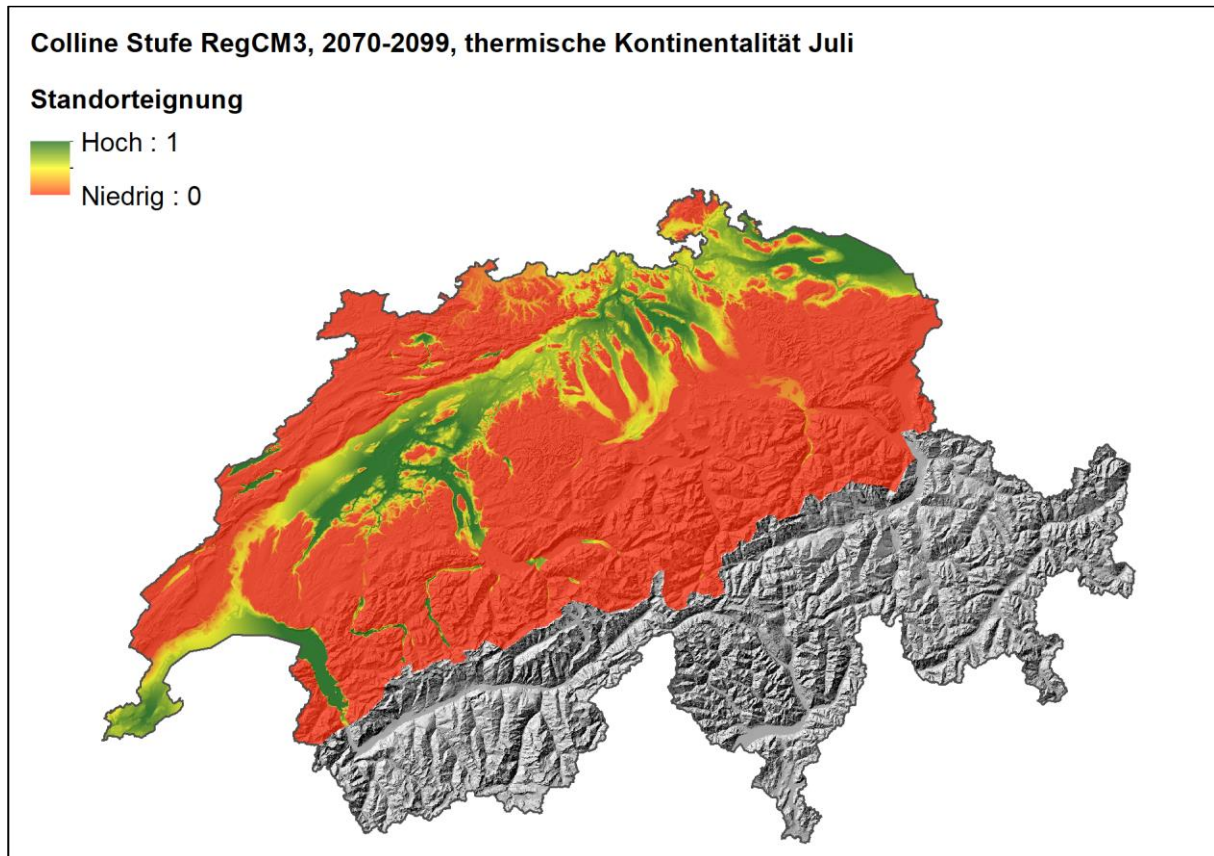 Colline Stufe RegCM3, 2070-2099, thermische Kontinentalität Juli
Standorteignung
Hoch : 1
Niedrig : 0